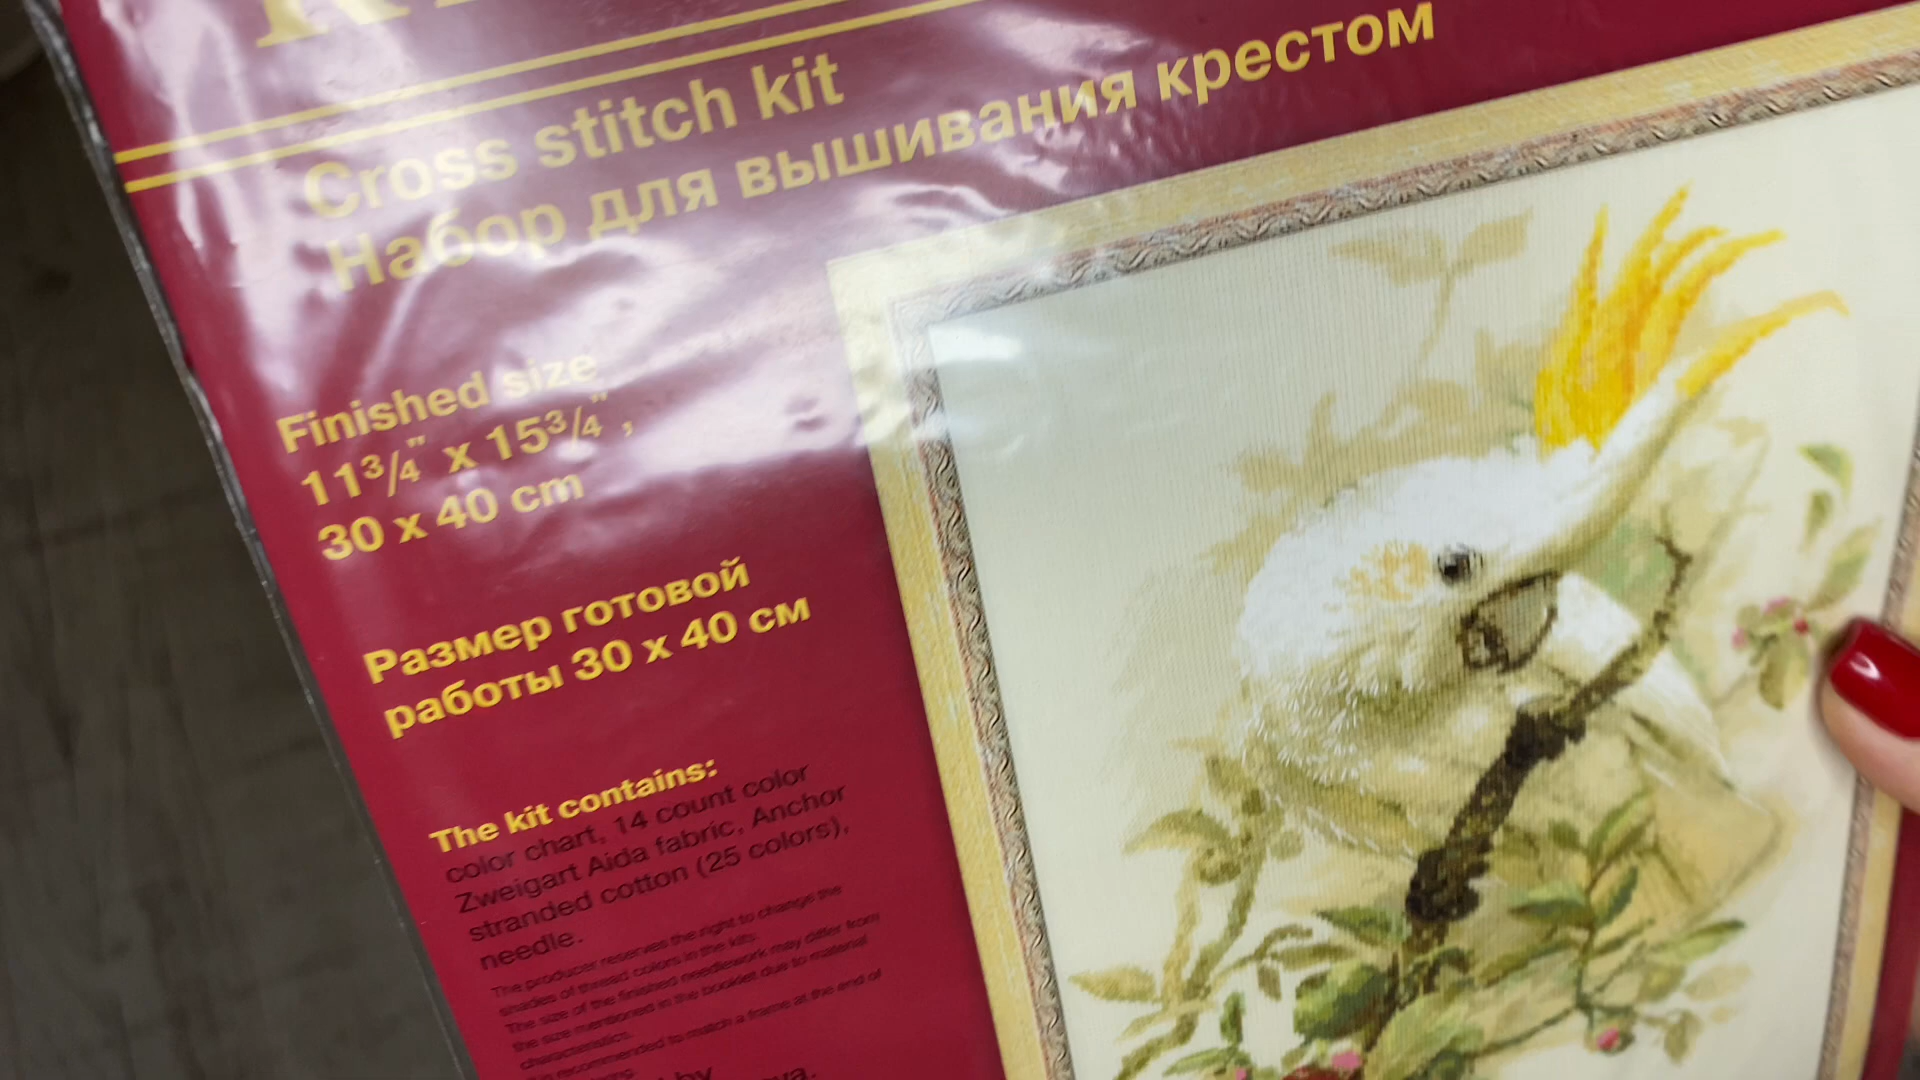 Cross stitch kit
Набор для вышивания крестом
Finished size
11 3/4" x 15 3/4",
30 x 40 cm
Размер готовой
работы 30 x 40 см
The kit contains:
color chart, 14 count color
Zweigart Aida fabric, Anchor
stranded cotton (25 colors),
needle.
The producer reserves the right to change the
shades of thread colors in the kits.
The size of the finished needlework may differ from
the size mentioned in the booklet due to material
characteristics.
It is recommended to match a frame at the end of
by